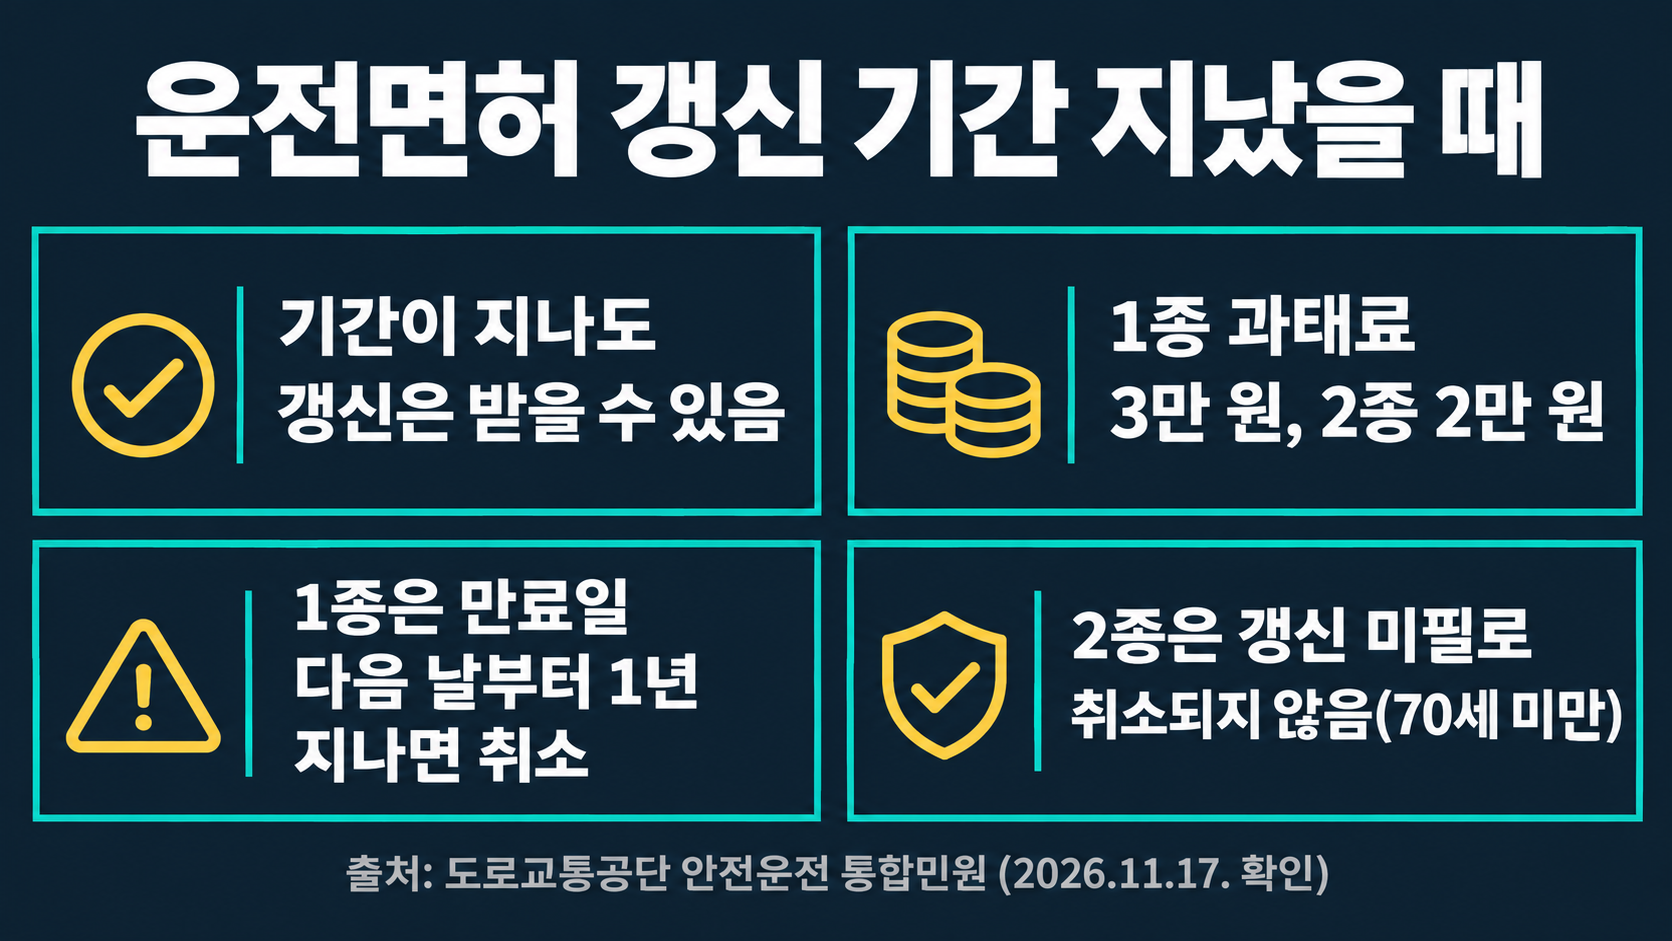 운전면허 갱신 기간 지났을 때
기간이 지나도
갱신은 받을 수 있음
1종 과태료
3만 원, 2종 2만 원
1종은 만료일
다음 날부터 1년
지나면 취소
2종은 갱신 미필로
취소되지 않음(70세 미만)
출처: 도로교통공단 안전운전 통합민원 (2026.11.17. 확인)